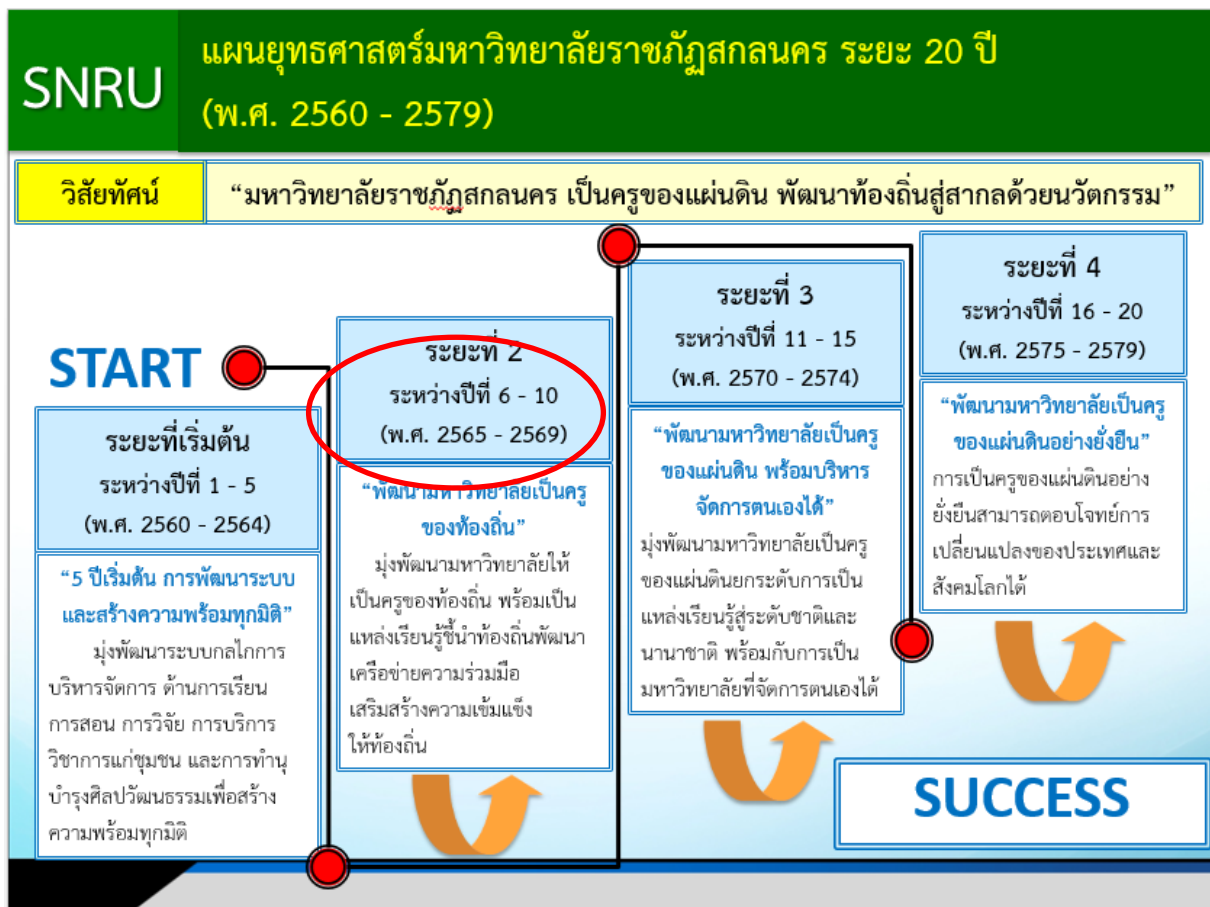 SNRU
แผนยุทธศาสตร์มหาวิทยาลัยราชภัฏสกลนคร ระยะ 20 ปี
(พ.ศ. 2560 - 2579)
วิสัยทัศน์
“มหาวิทยาลัยราชภัฏสกลนคร เป็นครูของแผ่นดิน พัฒนาท้องถิ่นสู่สากลด้วยนวัตกรรม”
START
ระยะที่เริ่มต้น
ระหว่างปีที่ 1 - 5
(พ.ศ. 2560 - 2564)
“5 ปีเริ่มต้น การพัฒนาระบบ
และสร้างความพร้อมทุกมิติ”
มุ่งพัฒนาระบบกลไกการ
บริหารจัดการ ด้านการเรียน
การสอน การวิจัย การบริการ
วิชาการแก่ชุมชน และการทำนุ
บำรุงศิลปวัฒนธรรมเพื่อสร้าง
ความพร้อมทุกมิติ
ระยะที่ 2
ระหว่างปีที่ 6 - 10
(พ.ศ. 2565 - 2569)
“พัฒนามหาวิทยาลัยเป็นครู
ของท้องถิ่น”
มุ่งพัฒนามหาวิทยาลัยให้
เป็นครูของท้องถิ่น พร้อมเป็น
แหล่งเรียนรู้ชี้นำท้องถิ่นพัฒนา
เครือข่ายความร่วมมือ
เสริมสร้างความเข้มแข็ง
ให้ท้องถิ่น
ระยะที่ 3
ระหว่างปีที่ 11 - 15
(พ.ศ. 2570 - 2574)
“พัฒนามหาวิทยาลัยเป็นครู
ของแผ่นดิน พร้อมบริหาร
จัดการตนเองได้”
มุ่งพัฒนามหาวิทยาลัยเป็นครู
ของแผ่นดินยกระดับการเป็น
แหล่งเรียนรู้สู่ระดับชาติและ
นานาชาติ พร้อมกับการเป็น
มหาวิทยาลัยที่จัดการตนเองได้
ระยะที่ 4
ระหว่างปีที่ 16 - 20
(พ.ศ. 2575 - 2579)
“พัฒนามหาวิทยาลัยเป็นครู
ของแผ่นดินอย่างยั่งยืน”
การเป็นครูของแผ่นดินอย่าง
ยั่งยืนสามารถตอบโจทย์การ
เปลี่ยนแปลงของประเทศและ
สังคมโลกได้
SUCCESS